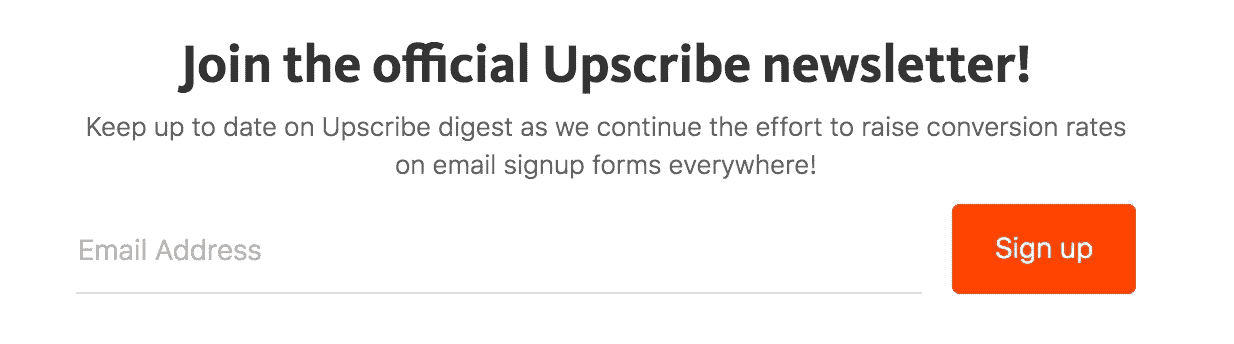 Join the official Upscribe newsletter!
Keep up to date on Upscribe digest as we continue the effort to raise conversion rates
on email signup forms everywhere!
Email Address
Sign up